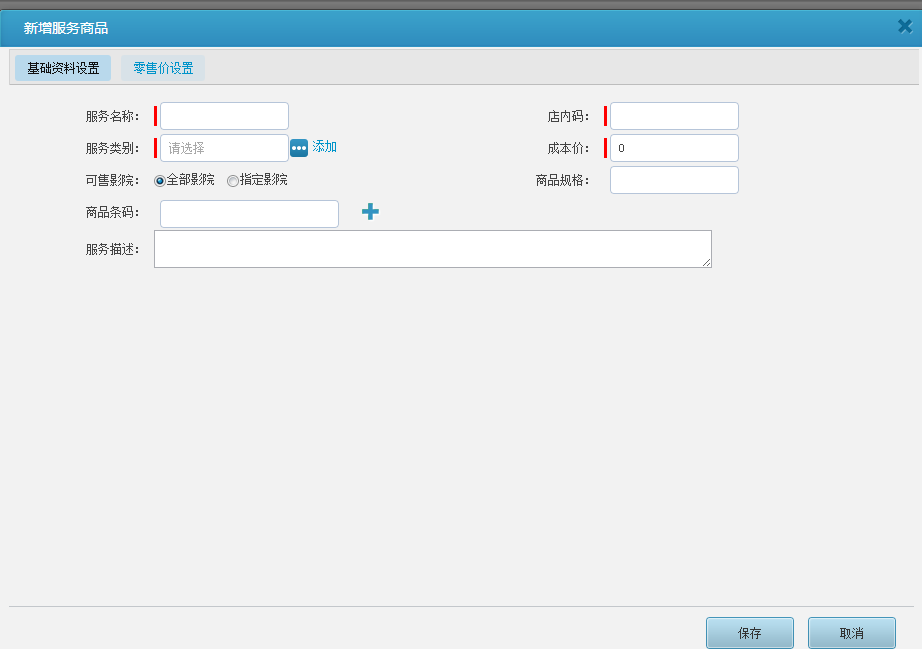 新增服务商品
基础资料设置 零售价设置
服务名称： 店内码：
服务类别： 请选择 添加 成本价： 0
可售影院： 全部影院 指定影院 商品规格：
商品条码：
服务描述：
保存 取消